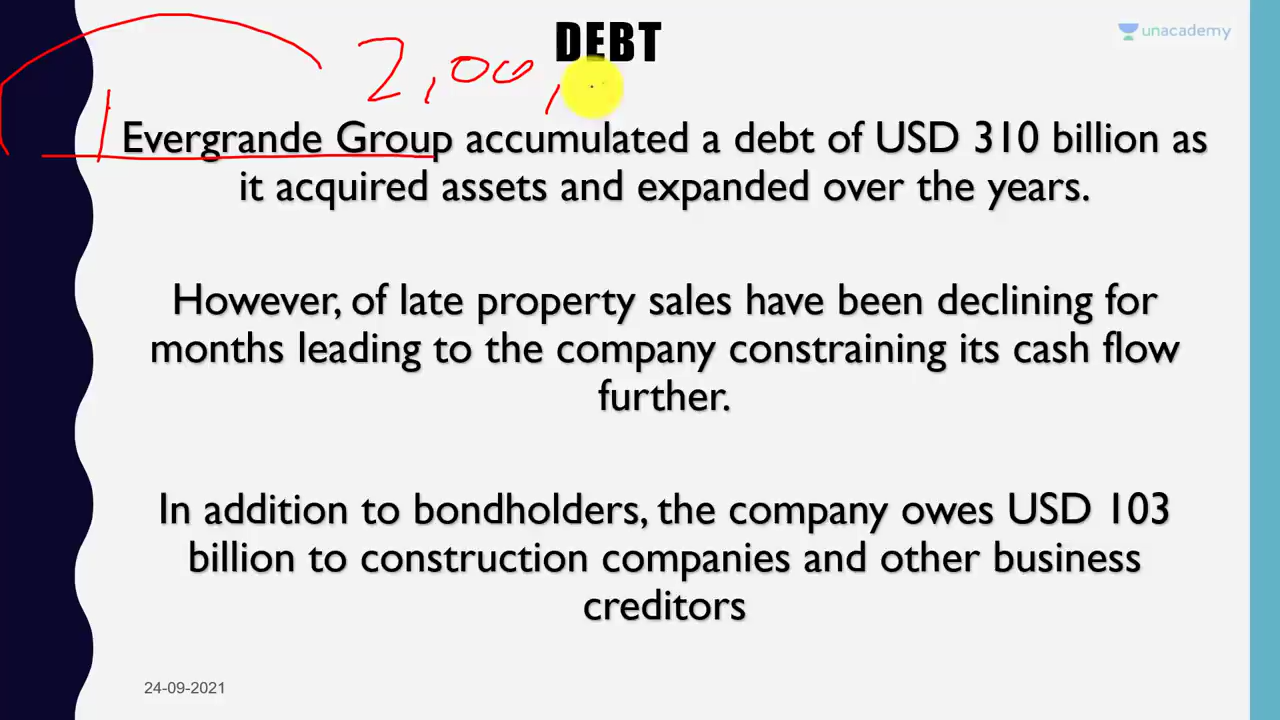 DEBT
unacademy
2,00,
Evergrande Group accumulated a debt of USD 310 billion as
it acquired assets and expanded over the years.
However, of late property sales have been declining for
months leading to the company constraining its cash flow
further.
In addition to bondholders, the company owes USD 103
billion to construction companies and other business
creditors
24-09-2021